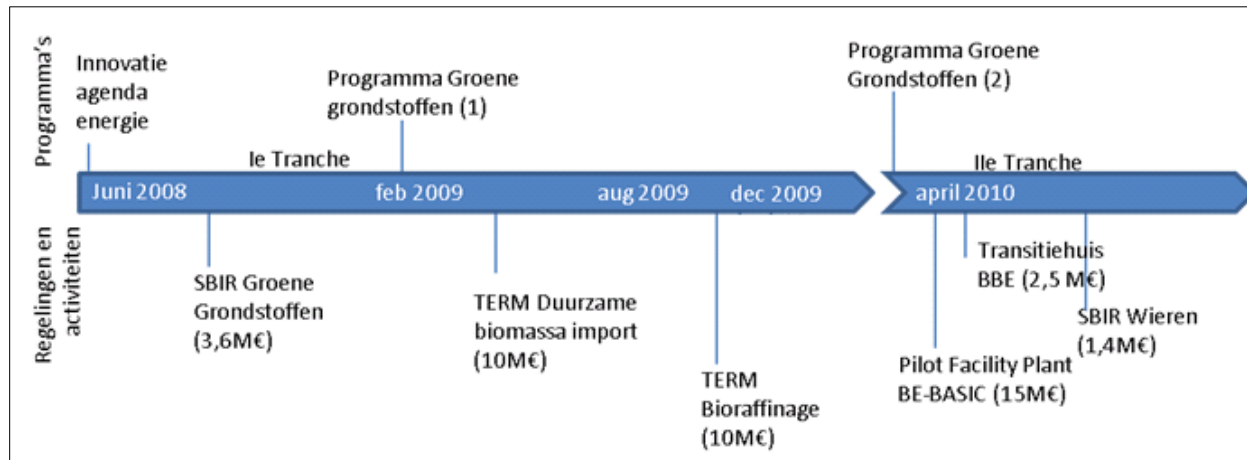 Programma's
Innovatie
agenda
energie
Ie Tranche
Programma Groene
grondstoffen (1)
Programma Groene
Grondstoffen (2)
IIe Tranche
Juni 2008
feb 2009
aug 2009
dec 2009
april 2010
Regelingen en
activiteiten
SBIR Groene
Grondstoffen
(3,6M€)
TERM Duurzame
biomassa import
(10M€)
TERM
Bioraffinage
(10M€)
Pilot Facility Plant
BE-BASIC (15M€)
Transitiehuis
BBE (2,5 M€)
SBIR Wieren
(1,4M€)